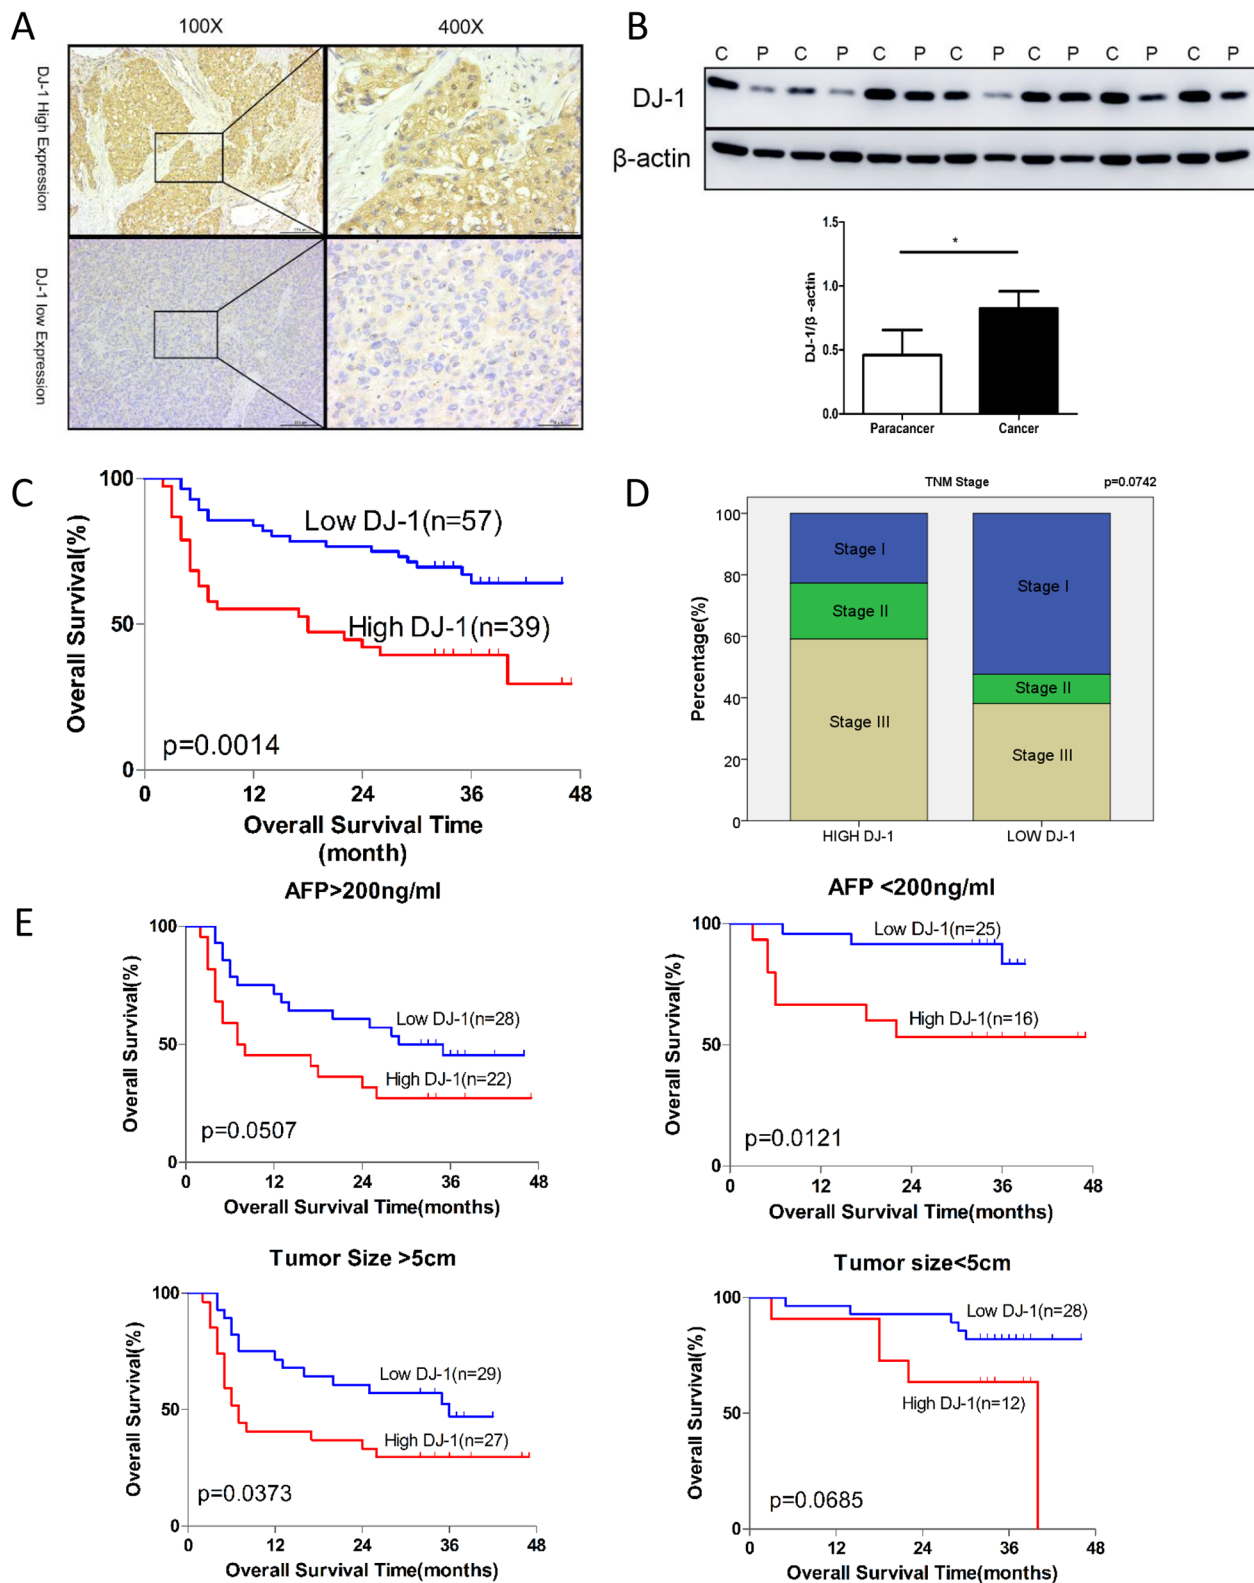 A
100X
400X
DJ-1 High Expression
DJ-1 low Expression
B
C P C P C P C P C P C P C P
DJ-1
β-actin
1.5
1.0
0.5
0.0
DJ-1/β -actin
*
Paracancer
Cancer
C
100
50
0
Overall Survival(%)
Low DJ-1(n=57)
High DJ-1(n=39)
p=0.0014
0 12 24 36 48
Overall Survival Time
(month)
D
TNM Stage
p=0.0742
100
80
60
40
20
0
Percentage(%)
Stage I
Stage II
Stage III
Stage I
Stage II
Stage III
HIGH DJ-1
LOW DJ-1
E
AFP>200ng/ml
100
50
0
Overall Survival(%)
Low DJ-1(n=28)
High DJ-1(n=22)
p=0.0507
0 12 24 36 48
Overall Survival Time(months)
AFP <200ng/ml
100
50
0
Overall Survival(%)
Low DJ-1(n=25)
High DJ-1(n=16)
p=0.0121
0 12 24 36 48
Overall Survival Time(months)
Tumor Size >5cm
100
50
0
Overall Survival(%)
Low DJ-1(n=29)
High DJ-1(n=27)
p=0.0373
0 12 24 36 48
Overall Survival Time(months)
Tumor size<5cm
100
50
0
Overall Survival(%)
Low DJ-1(n=28)
High DJ-1(n=12)
p=0.0685
0 12 24 36 48
Overall Survival Time(months)